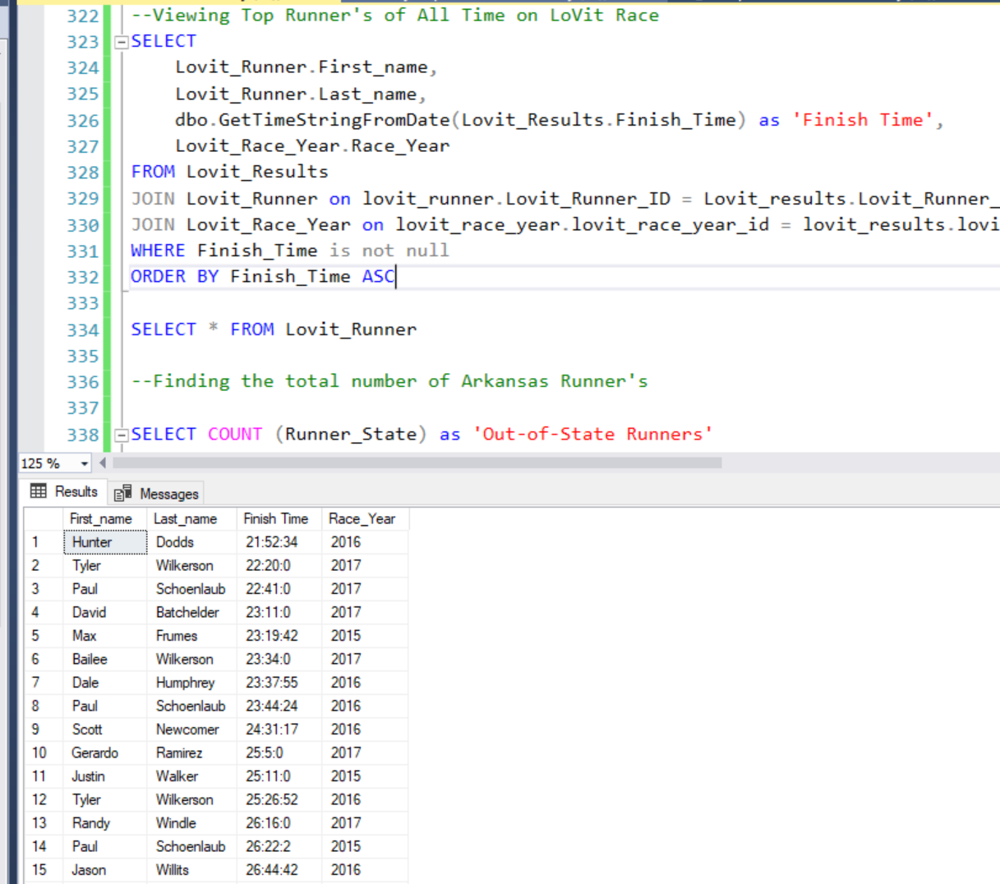 322 --Viewing Top Runner's of All Time on LoVit Race
323 SELECT
324 Lovit_Runner.First_name,
325 Lovit_Runner.Last_name,
326 dbo.GetTimeStringFromDate(Lovit_Results.Finish_Time) as 'Finish Time',
327 Lovit_Race_Year.Race_Year
328 FROM Lovit_Results
329 JOIN Lovit_Runner on lovit_runner.Lovit_Runner_ID = Lovit_results.Lovit_Runner_
330 JOIN Lovit_Race_Year on lovit_race_year.lovit_race_year_id = lovit_results.lovi
331 WHERE Finish_Time is not null
332 ORDER BY Finish_Time ASC
333
334 SELECT * FROM Lovit_Runner
335
336 --Finding the total number of Arkansas Runner's
337
338 SELECT COUNT (Runner_State) as 'Out-of-State Runners'
125 %
Results Messages
First_name Last_name Finish Time Race_Year
1 Hunter Dodds 21:52:34 2016
2 Tyler Wilkerson 22:20:0 2017
3 Paul Schoenlaub 22:41:0 2017
4 David Batchelder 23:11:0 2017
5 Max Frumes 23:19:42 2015
6 Bailee Wilkerson 23:34:0 2017
7 Dale Humphrey 23:37:55 2016
8 Paul Schoenlaub 23:44:24 2016
9 Scott Newcomer 24:31:17 2016
10 Gerardo Ramirez 25:5:0 2017
11 Justin Walker 25:11:0 2015
12 Tyler Wilkerson 25:26:52 2016
13 Randy Windle 26:16:0 2017
14 Paul Schoenlaub 26:22:2 2015
15 Jason Willits 26:44:42 2016